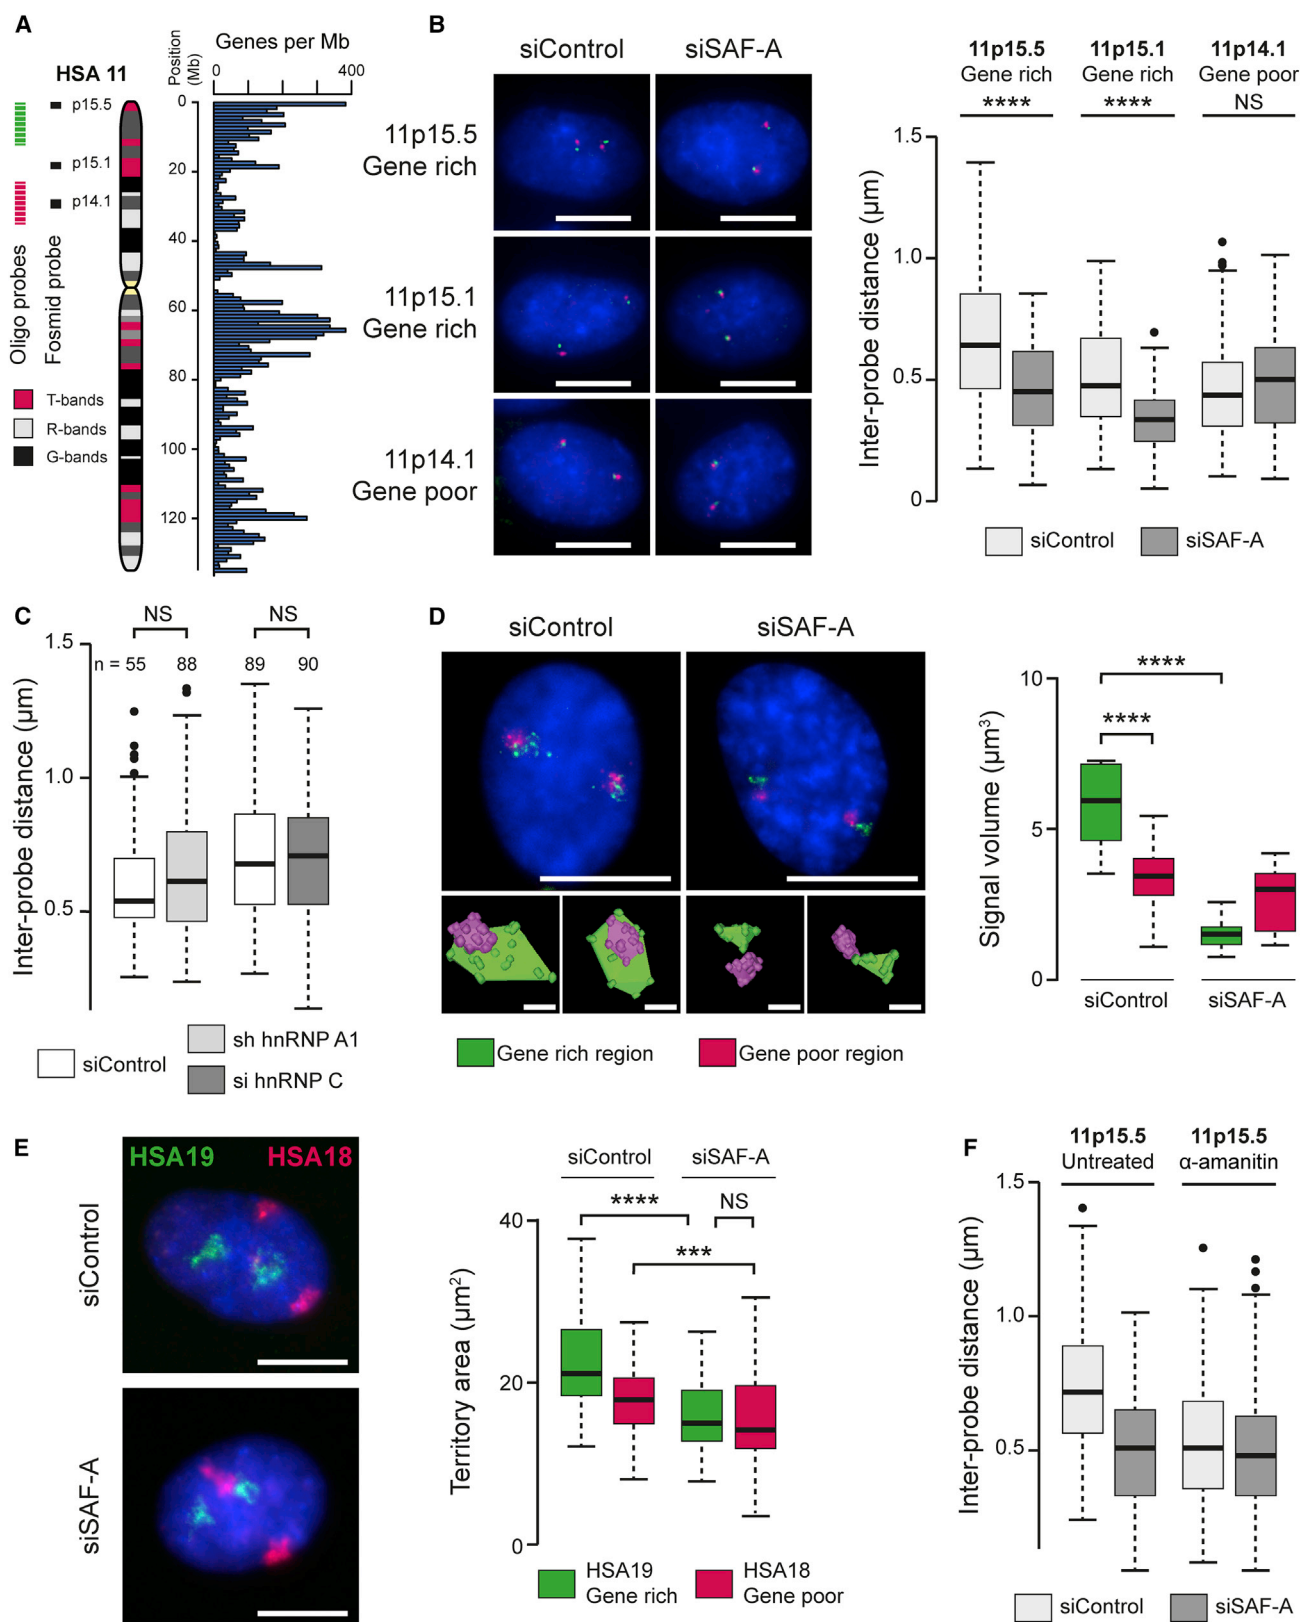 A
HSA 11
Position (Mb)
Genes per Mb
0 400
p15.5
p15.1
p14.1
Oligo probes
Fosmid probe
T-bands
R-bands
G-bands
0
20
40
60
80
100
120
B
siControl siSAF-A
11p15.5
Gene rich
11p15.1
Gene rich
11p14.1
Gene poor
11p15.5 11p15.1 11p14.1
Gene rich Gene rich Gene poor
**** **** NS
Inter-probe distance (µm)
1.5
1.0
0.5
0
siControl siSAF-A
C
NS NS
n = 55 88 89 90
Inter-probe distance (µm)
1.5
1.0
0.5
siControl
sh hnRNP A1
si hnRNP C
D
siControl siSAF-A
Gene rich region Gene poor region
****
****
Signal volume (µm³)
10
5
0
siControl siSAF-A
E
HSA19 HSA18
siControl
siSAF-A
siControl siSAF-A
**** NS
***
Territory area (µm²)
40
20
0
HSA19
Gene rich
HSA18
Gene poor
F
11p15.5 11p15.5
Untreated α-amanitin
Inter-probe distance (µm)
1.5
1.0
0.5
siControl siSAF-A